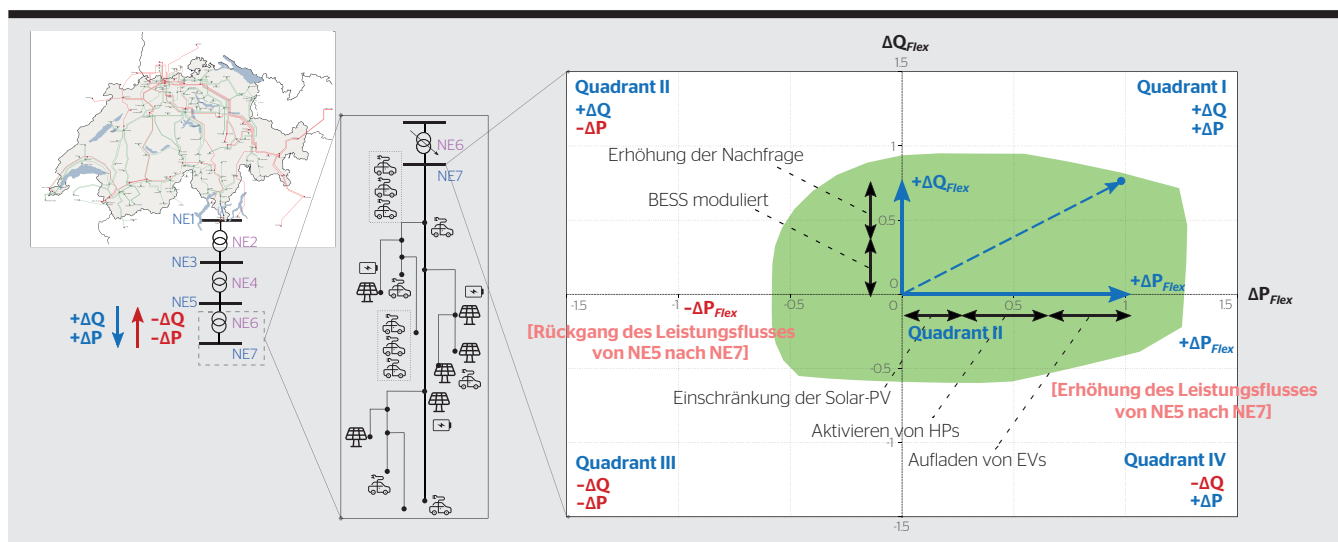 NE1
NE2
NE3
NE4
NE5
NE6
NE7
+ΔQ
+ΔP
−ΔQ
−ΔP
NE6
NE7
ΔQFlex
1.5
Quadrant II
+ΔQ
−ΔP
Quadrant I
+ΔQ
+ΔP
1
Erhöhung der Nachfrage
BESS moduliert
+ΔQFlex
0.5
0
+ΔPFlex
ΔPFlex
-1.5
-1
-0.5
0
0.5
1
1.5
−ΔPFlex
[Rückgang des Leistungsflusses
von NE5 nach NE7]
Quadrant II
+ΔPFlex
-0.5
[Erhöhung des Leistungsflusses
von NE5 nach NE7]
Einschränkung der Solar-PV
Aktivieren von HPs
Aufladen von EVs
-1
Quadrant III
−ΔQ
−ΔP
Quadrant IV
−ΔQ
+ΔP
-1.5